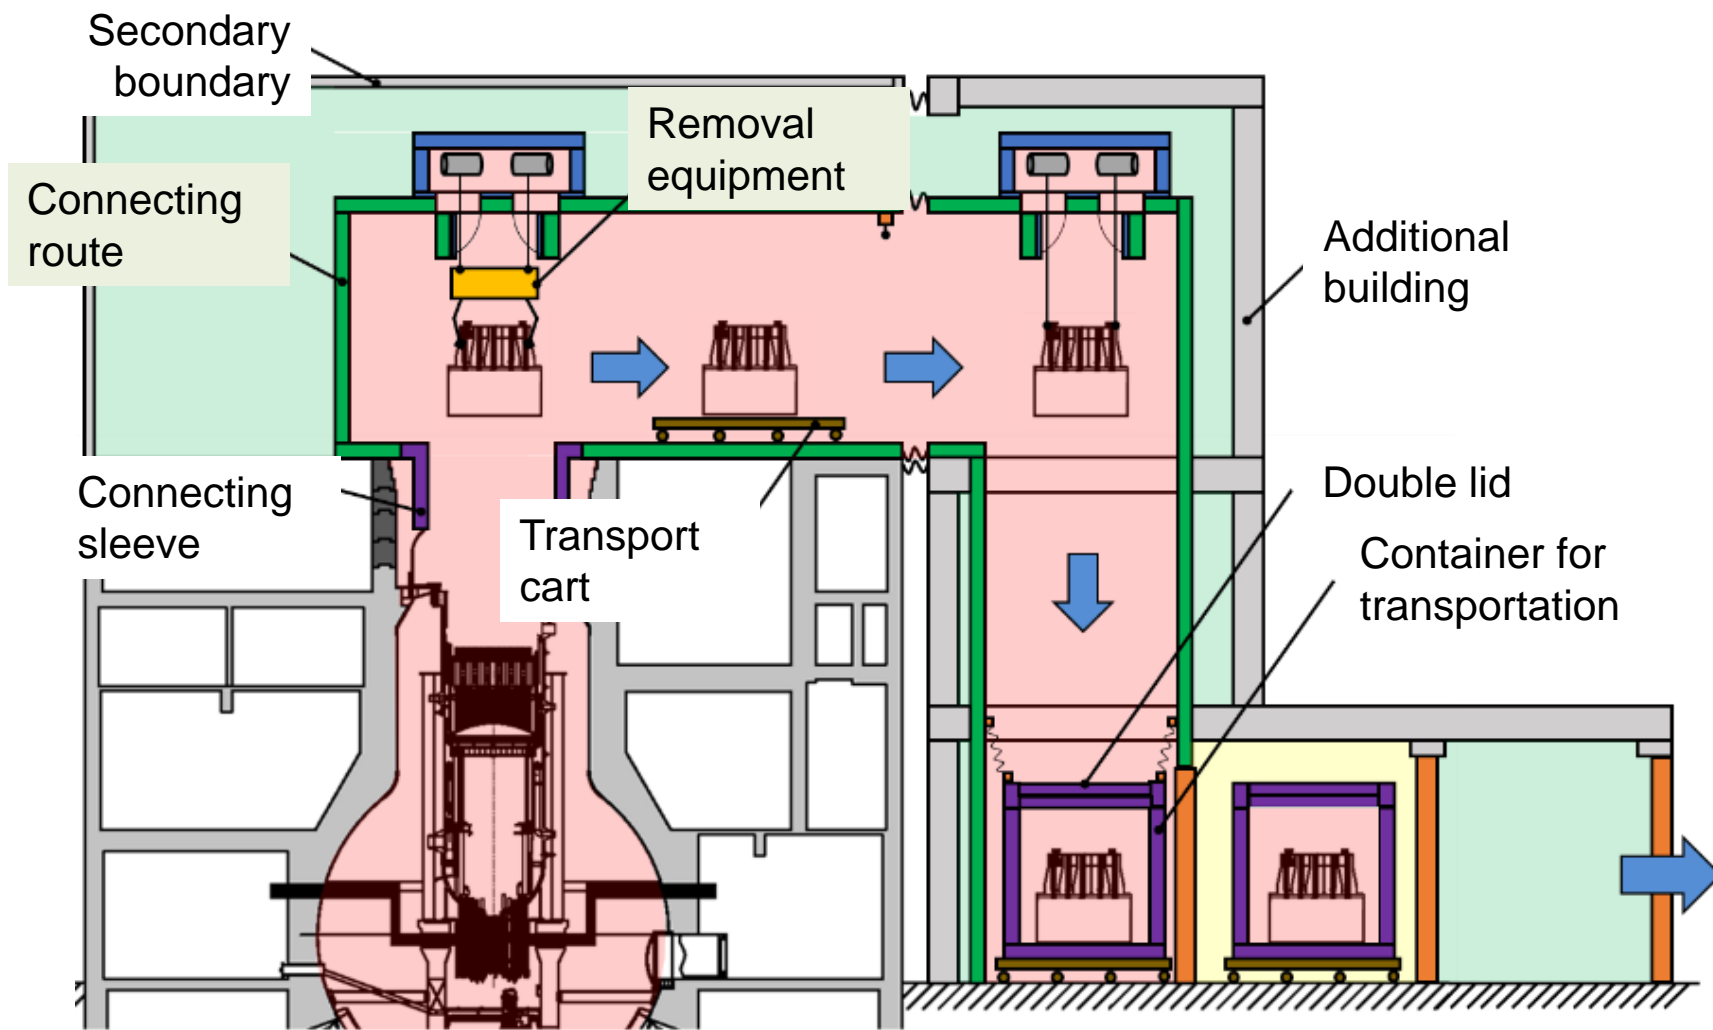 Secondary
boundary
Removal
equipment
Connecting
route
Additional
building
Connecting
sleeve
Transport
cart
Double lid
Container for
transportation